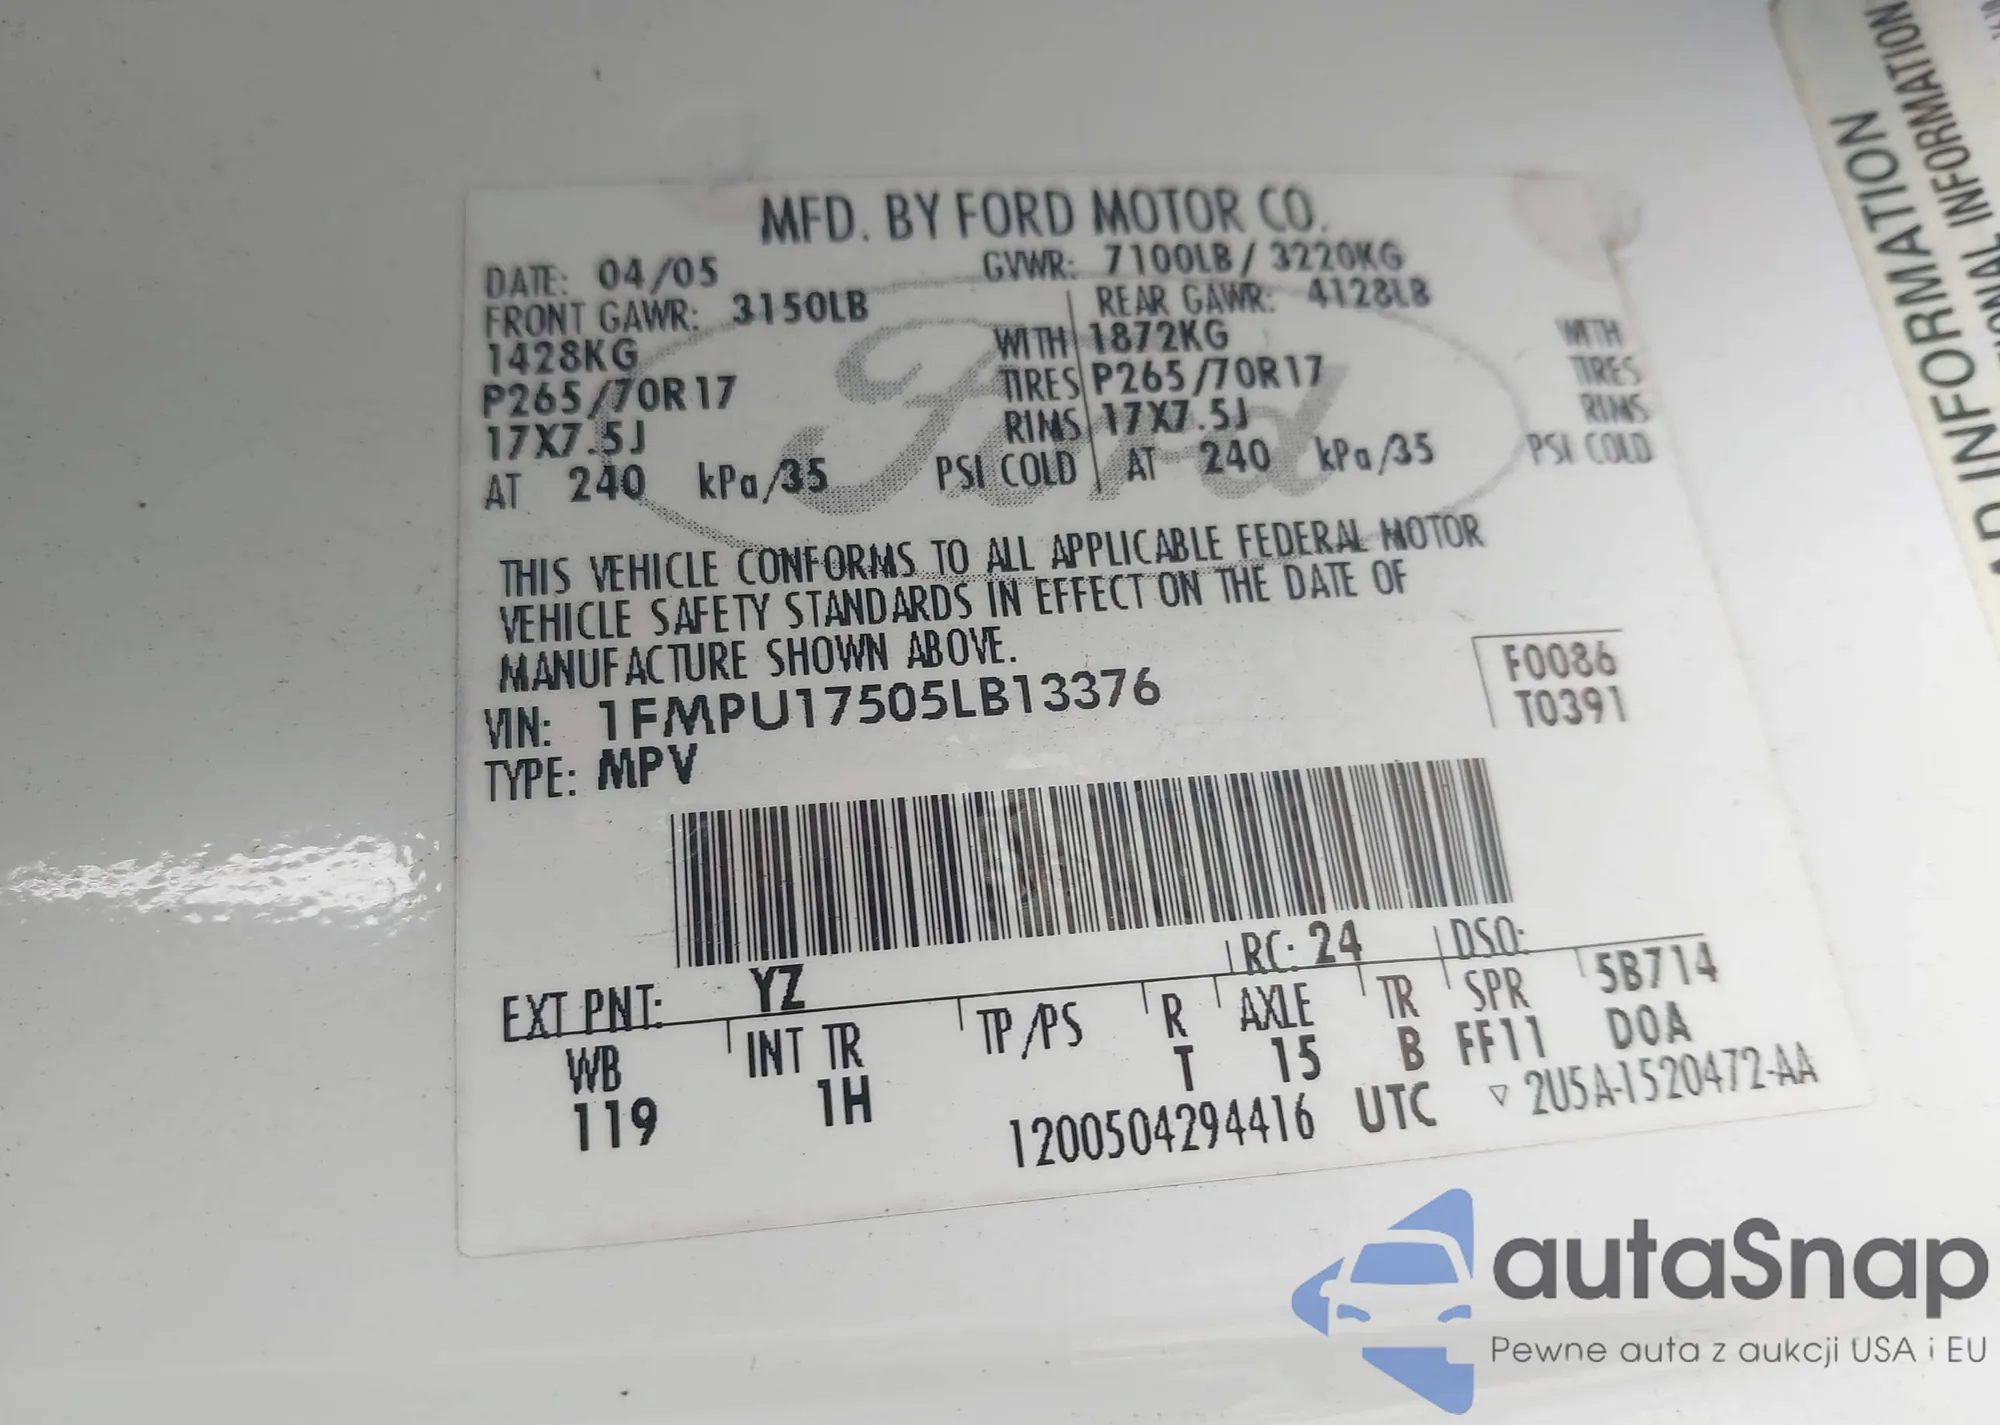 MFD. BY FORD MOTOR CO.
DATE: 04/05 GVWR: 7100LB / 3220KG
FRONT GAWR: 3150LB REAR GAWR: 4128LB
1428KG WITH 1872KG WITH
P265/70R17 TIRES P265/70R17 TIRES
17X7.5J RIMS 17X7.5J RIMS
AT 240 kPa/35 PSI COLD AT 240 kPa/35 PSI COLD
Ford
THIS VEHICLE CONFORMS TO ALL APPLICABLE FEDERAL MOTOR
VEHICLE SAFETY STANDARDS IN EFFECT ON THE DATE OF
MANUFACTURE SHOWN ABOVE.
F0086
VIN: 1FMPU17505LB13376 T0391
TYPE: MPV
EXT PNT: YZ RC: 24 DSO:
WB INT TR TP/PS R AXLE TR SPR 5B714
119 1H T 15 B FF11 D0A
1200504294416 UTC ▽ 2U5A-1520472-AA
INFORMATION
INFORMATION
AP INFORMATION
autaSnap
Pewne auta z aukcji USA i EU